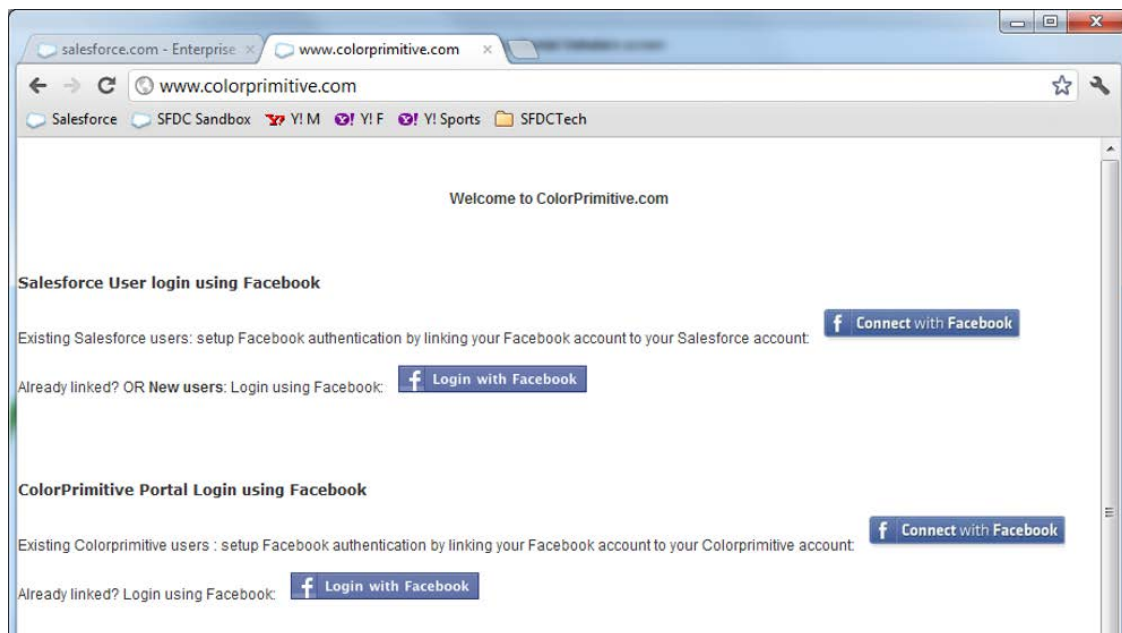 salesforce.com - Enterprise
www.colorprimitive.com
www.colorprimitive.com
Salesforce SFDC Sandbox Y! M Y! F Y! Sports SFDCTech
Welcome to ColorPrimitive.com
Salesforce User login using Facebook
Existing Salesforce users: setup Facebook authentication by linking your Facebook account to your Salesforce account: f Connect with Facebook
Already linked? OR New users: Login using Facebook: f Login with Facebook
ColorPrimitive Portal Login using Facebook
Existing Colorprimitive users : setup Facebook authentication by linking your Facebook account to your Colorprimitive account: f Connect with Facebook
Already linked? Login using Facebook: f Login with Facebook